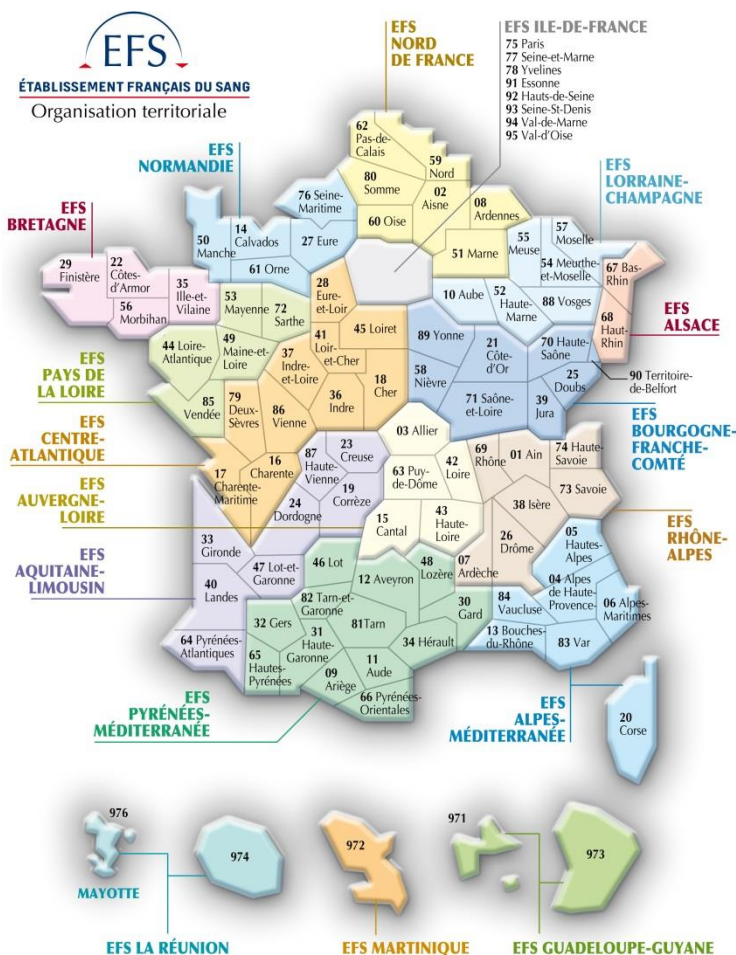 EFS
ÉTABLISSEMENT FRANÇAIS DU SANG
Organisation territoriale
EFS
NORD
DE FRANCE
EFS ILE-DE-FRANCE
75 Paris
77 Seine-et-Marne
78 Yvelines
91 Essonne
92 Hauts-de-Seine
93 Seine-St-Denis
94 Val-de-Marne
95 Val-d'Oise
EFS
NORMANDIE
EFS
LORRAINE-
CHAMPAGNE
EFS
BRETAGNE
EFS
ALSACE
EFS
PAYS DE
LA LOIRE
EFS
CENTRE-
ATLANTIQUE
EFS
AUVERGNE-
LOIRE
EFS
AQUITAINE-
LIMOUSIN
EFS
BOURGOGNE-
FRANCHE-
COMTÉ
EFS
RHÔNE-
ALPES
EFS
PYRÉNÉES-
MÉDITERRANÉE
EFS
ALPES-
MÉDITERRANÉE
62
Pas-de-
Calais
59
Nord
80
Somme
02
Aisne
08
Ardennes
76 Seine-
Maritime
60 Oise
51 Marne
50
Manche
14
Calvados
27 Eure
61 Orne
55
Meuse
57
Moselle
54 Meurthe-
et-Moselle
67 Bas-
Rhin
68
Haut-
Rhin
10 Aube
52
Haute-
Marne
88 Vosges
29
Finistère
22
Côtes-
d'Armor
35
Ille-et-
Vilaine
56
Morbihan
53
Mayenne
72
Sarthe
44 Loire-
Atlantique
49
Maine-et-
Loire
85
Vendée
28
Eure-
et-Loir
45 Loiret
41
Loir-
et-Cher
37
Indre-
et-Loire
36
Indre
18
Cher
79
Deux-
Sèvres
86
Vienne
16
Charente
17
Charente-
Maritime
89 Yonne
21
Côte-
d'Or
58
Nièvre
71 Saône-
et-Loire
70 Haute-
Saône
25
Doubs
39
Jura
90 Territoire-
de-Belfort
03 Allier
63 Puy-
de-Dôme
42
Loire
15
Cantal
43
Haute-
Loire
23
Creuse
87
Haute-
Vienne
19
Corrèze
24
Dordogne
33
Gironde
47 Lot-et-
Garonne
40
Landes
64 Pyrénées-
Atlantiques
69
Rhône
01 Ain
74 Haute-
Savoie
73 Savoie
38 Isère
26
Drôme
07
Ardèche
46 Lot
12 Aveyron
48
Lozère
82 Tarn-et-
Garonne
30
Gard
32 Gers
31
Haute-
Garonne
81Tarn
34 Hérault
65
Hautes-
Pyrénées
09
Ariège
11
Aude
66 Pyrénées-
Orientales
05
Hautes-
Alpes
04 Alpes
de Haute-
Provence-
06 Alpes-
Maritimes
84
Vaucluse
13 Bouches-
du-Rhône
83 Var
20
Corse
976
974
972
971
973
MAYOTTE
EFS LA RÉUNION
EFS MARTINIQUE
EFS GUADELOUPE-GUYANE